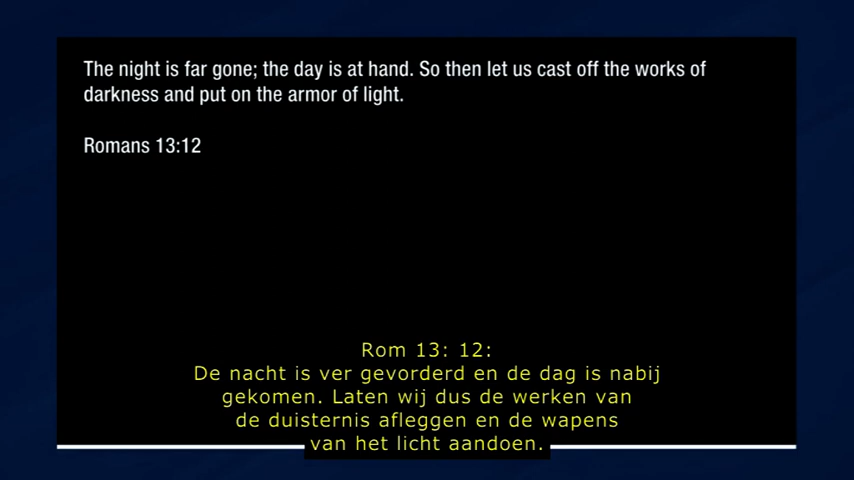 The night is far gone; the day is at hand. So then let us cast off the works of
darkness and put on the armor of light.
Romans 13:12
Rom 13: 12:
De nacht is ver gevorderd en de dag is nabij
gekomen. Laten wij dus de werken van
de duisternis afleggen en de wapens
van het licht aandoen.